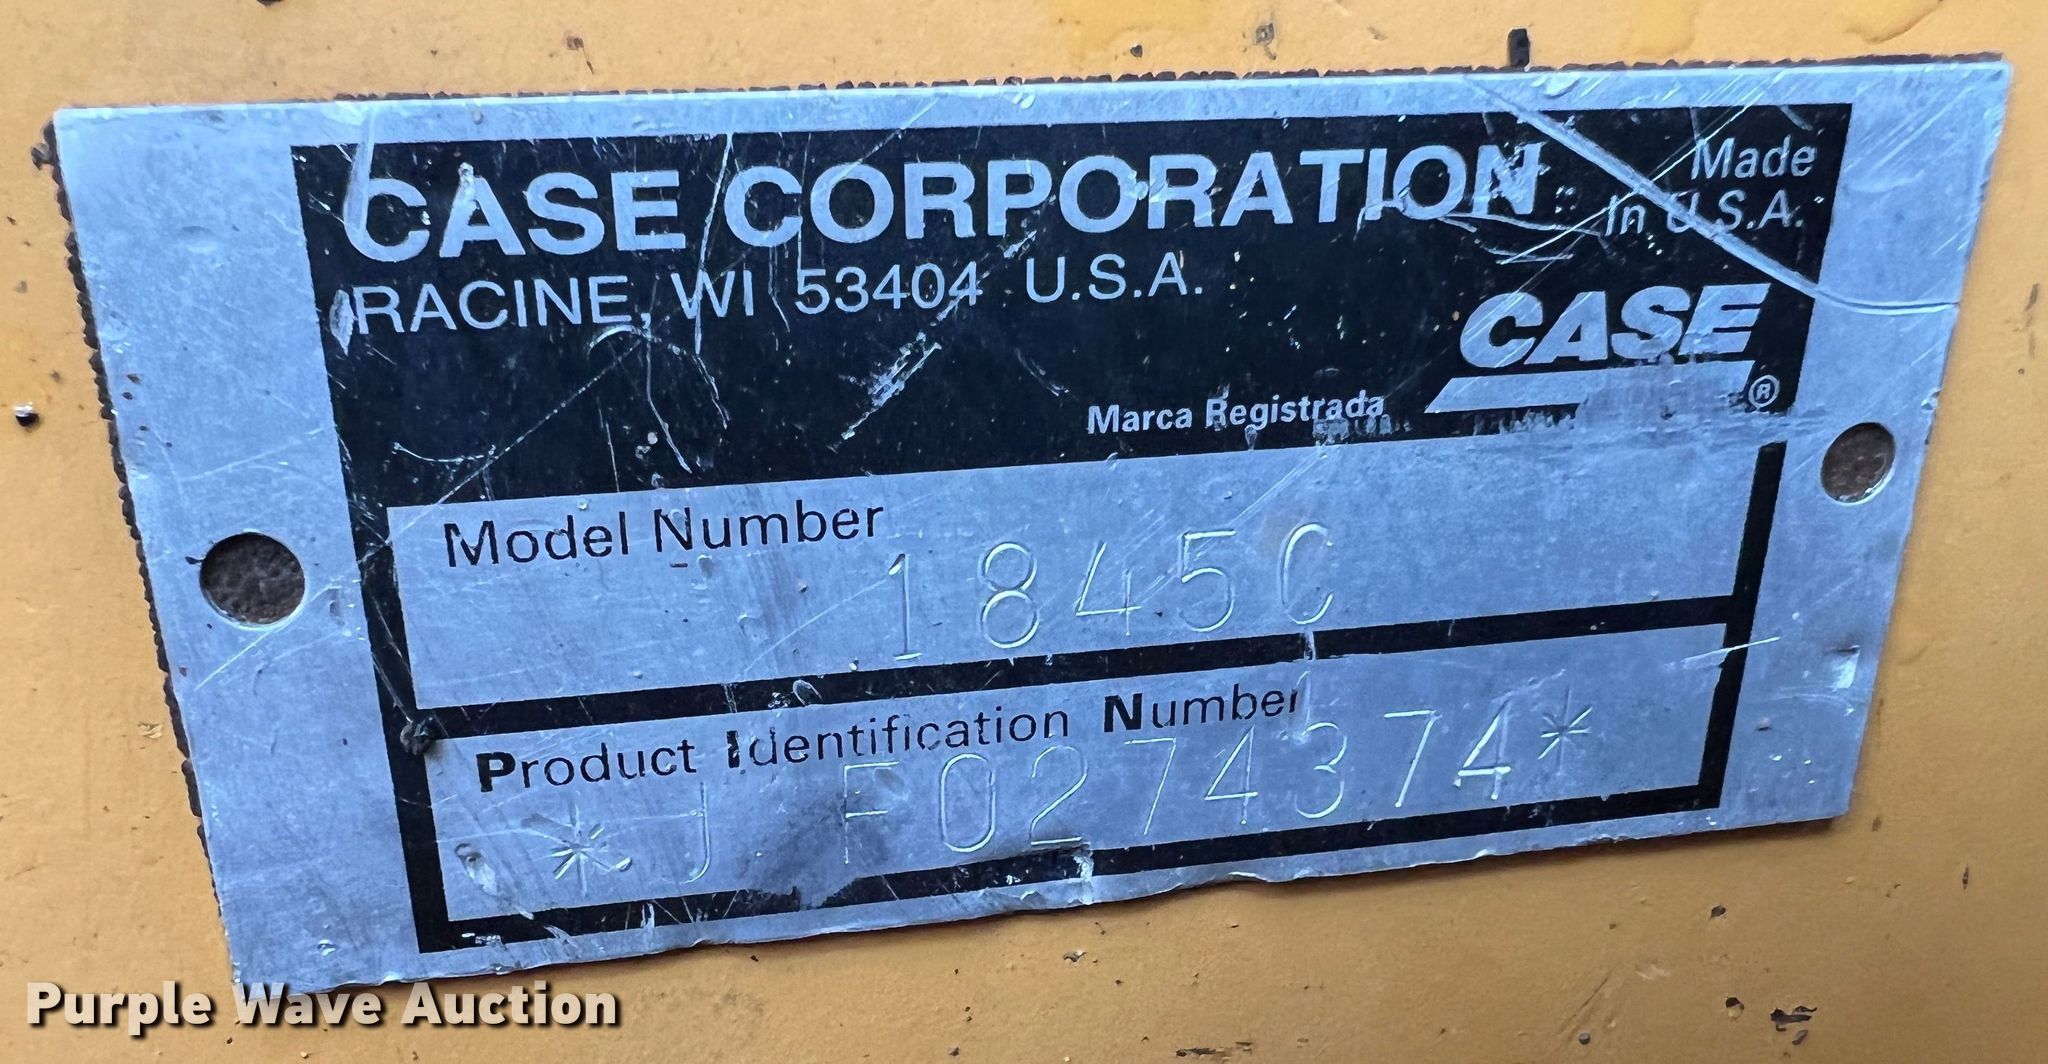 CASE CORPORATION
Made
In U.S.A.
RACINE, WI 53404 U.S.A.
CASE
Marca Registrada ®
Model Number
1845C
Product Identification Number
*J F0274374*
Purple Wave Auction